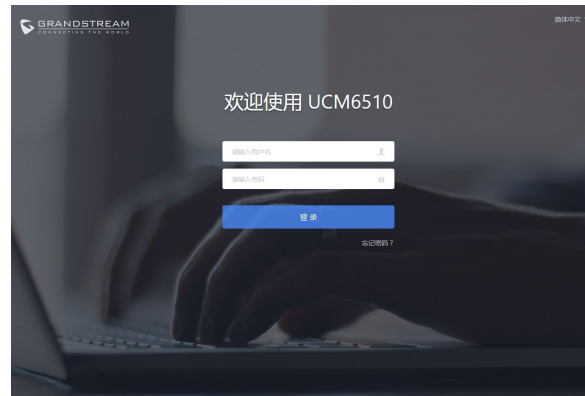 GRANDSTREAM
CONNECTING THE WORLD
简体中文
欢迎使用 UCM6510
请输入用户名
请输入密码
登 录
忘记密码？